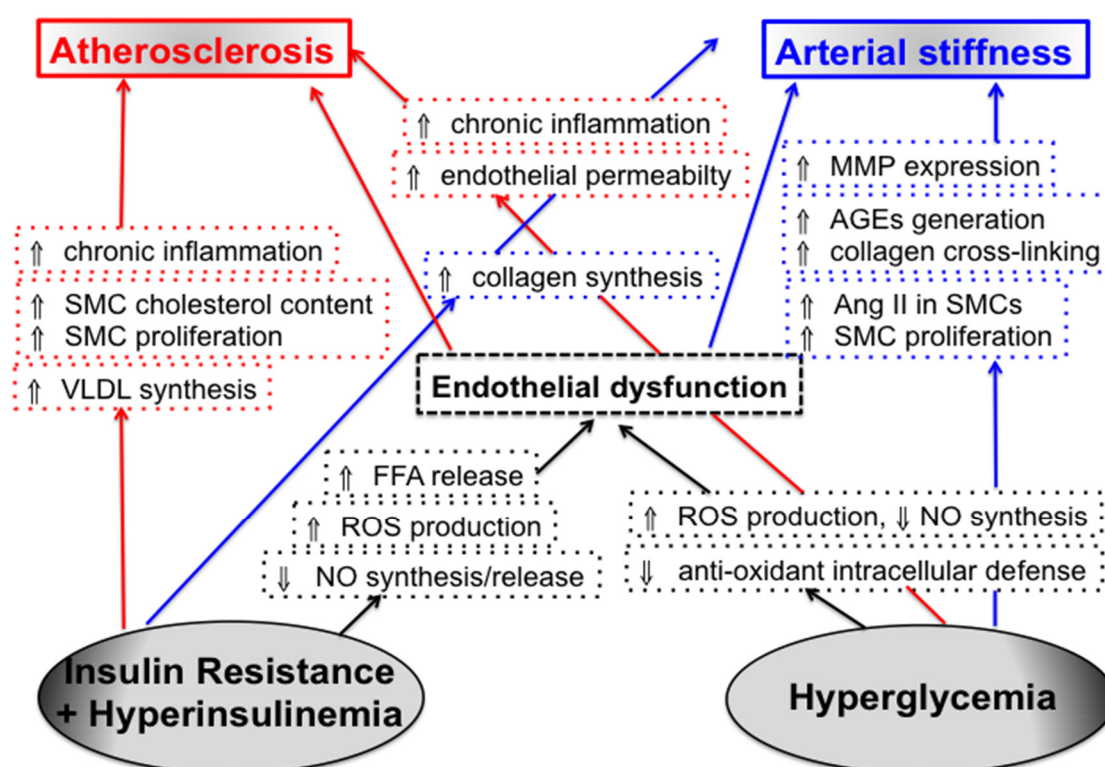 Atherosclerosis
Arterial stiffness
⇑ chronic inflammation
⇑ endothelial permeabilty
⇑ MMP expression
⇑ AGEs generation
⇑ collagen cross-linking
⇑ Ang II in SMCs
⇑ SMC proliferation
⇑ chronic inflammation
⇑ SMC cholesterol content
⇑ SMC proliferation
⇑ VLDL synthesis
⇑ collagen synthesis
Endothelial dysfunction
⇑ FFA release
⇑ ROS production
⇓ NO synthesis/release
⇑ ROS production, ⇓ NO synthesis
⇓ anti-oxidant intracellular defense
Insulin Resistance
+ Hyperinsulinemia
Hyperglycemia